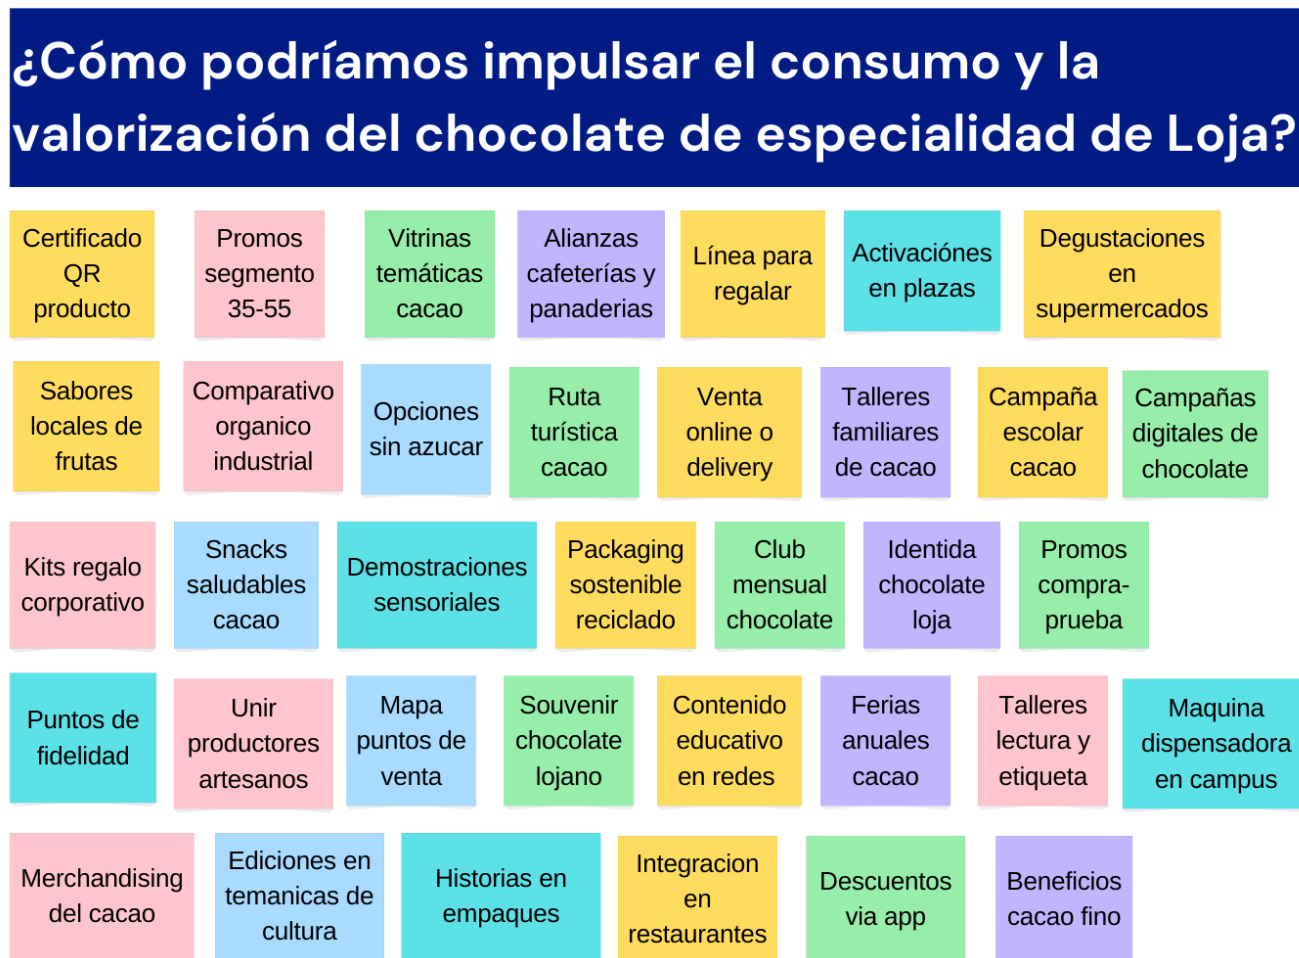 ¿Cómo podríamos impulsar el consumo y la
valorización del chocolate de especialidad de Loja?
Certificado
QR
producto
Promos
segmento
35-55
Vitrinas
temáticas
cacao
Alianzas
cafeterías y
panaderias
Línea para
regalar
Activaciónes
en plazas
Degustaciones
en
supermercados
Sabores
locales de
frutas
Comparativo
organico
industrial
Opciones
sin azucar
Ruta
turística
cacao
Venta
online o
delivery
Talleres
familiares
de cacao
Campaña
escolar
cacao
Campañas
digitales de
chocolate
Kits regalo
corporativo
Snacks
saludables
cacao
Demostraciones
sensoriales
Packaging
sostenible
reciclado
Club
mensual
chocolate
Identida
chocolate
loja
Promos
compra-
prueba
Puntos de
fidelidad
Unir
productores
artesanos
Mapa
puntos de
venta
Souvenir
chocolate
lojano
Contenido
educativo
en redes
Ferias
anuales
cacao
Talleres
lectura y
etiqueta
Maquina
dispensadora
en campus
Merchandising
del cacao
Ediciones en
temanicas de
cultura
Historias en
empaques
Integracion
en
restaurantes
Descuentos
via app
Beneficios
cacao fino